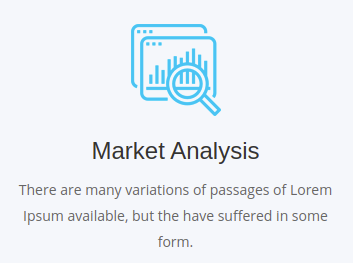 Market Analysis
There are many variations of passages of Lorem
Ipsum available, but the have suffered in some
form.